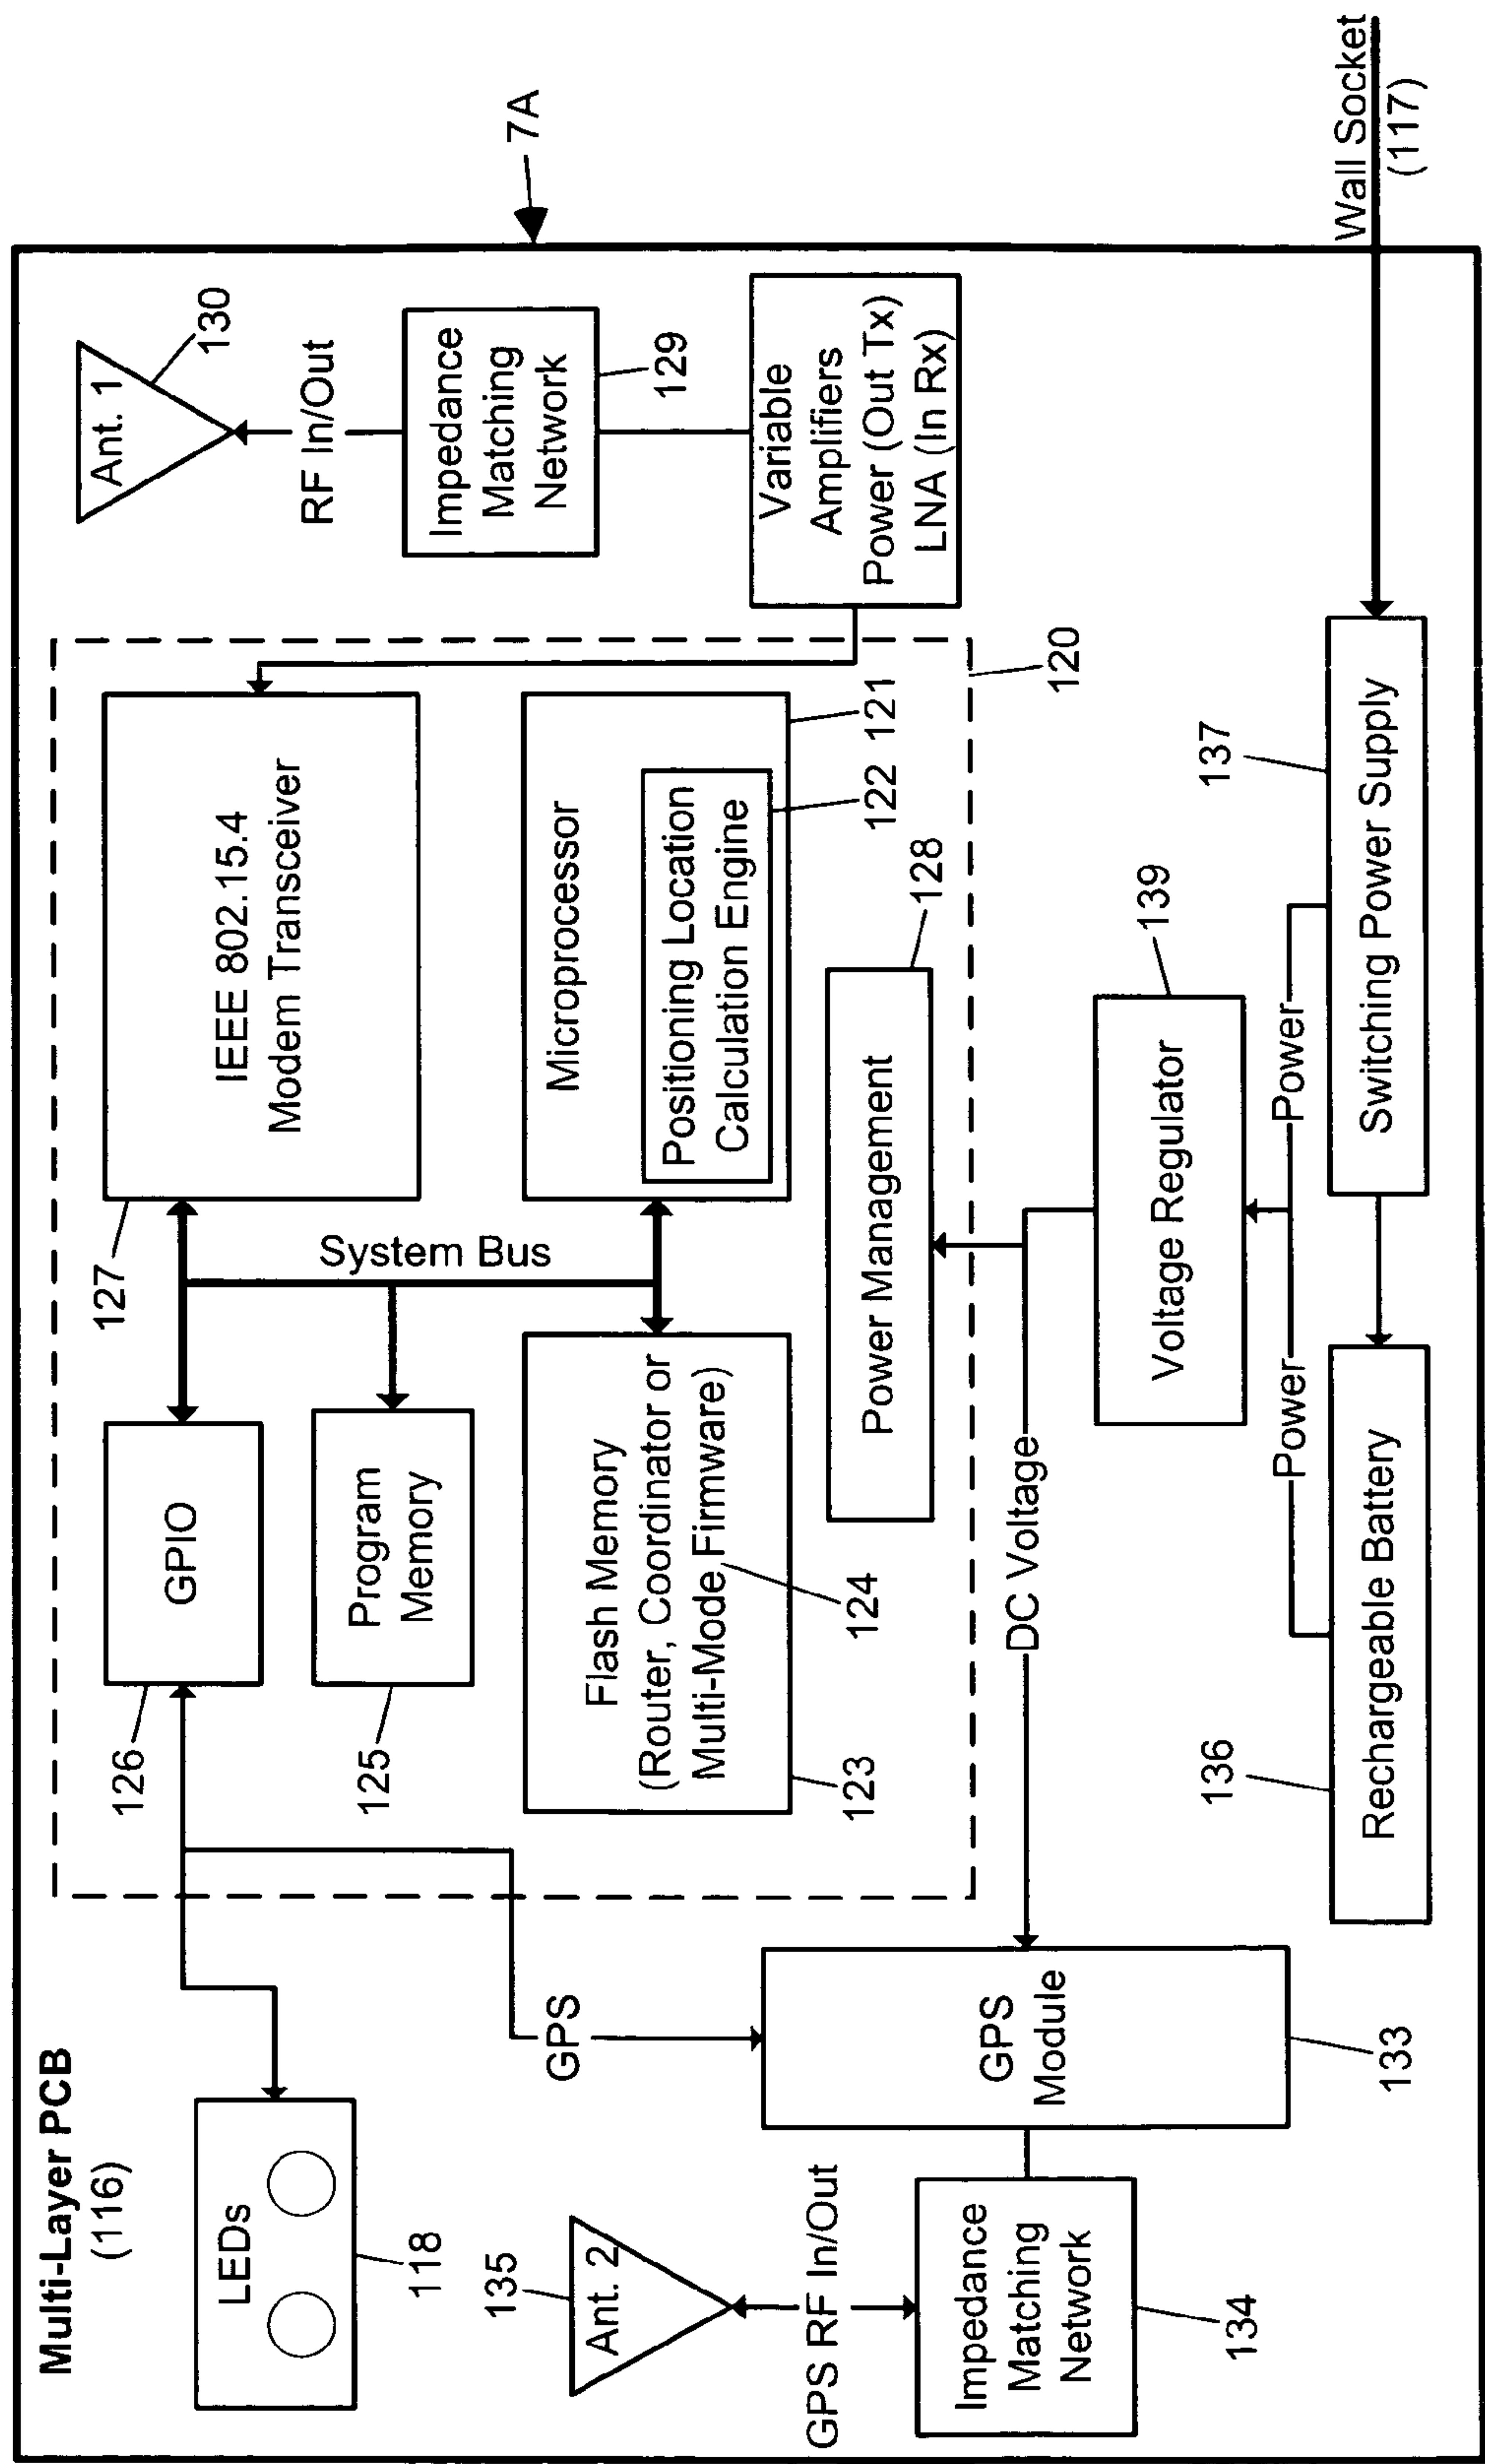 Multi-Layer PCB
(116)
LEDs
118
126
GPIO
125
Program
Memory
123
Flash Memory
(Router, Coordinator or
Multi-Mode Firmware)
124
127
System Bus
IEEE 802.15.4
Modem Transceiver
Microprocessor
Positioning Location
Calculation Engine
122
121
120
Power Management
128
Ant. 1
130
RF In/Out
Impedance
Matching
Network
129
Variable
Amplifiers
Power (Out Tx)
LNA (In Rx)
7A
GPS
135
Ant. 2
GPS RF In/Out
Impedance
Matching
Network
134
GPS
Module
133
DC Voltage
Voltage Regulator
139
Power
Power
136
Rechargeable Battery
137
Switching Power Supply
Wall Socket
(117)